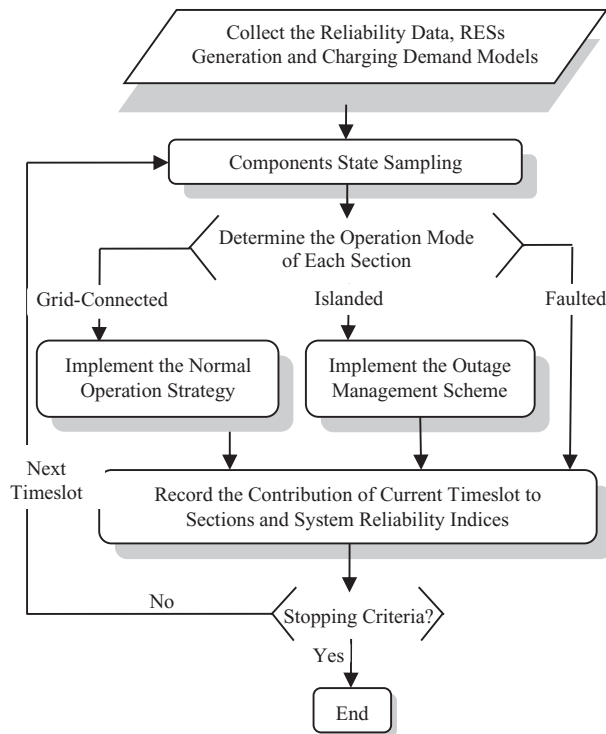 Collect the Reliability Data, RESs
Generation and Charging Demand Models
Components State Sampling
Determine the Operation Mode
of Each Section
Grid-Connected
Islanded
Faulted
Implement the Normal
Operation Strategy
Implement the Outage
Management Scheme
Next
Timeslot
Record the Contribution of Current Timeslot to
Sections and System Reliability Indices
No
Stopping Criteria?
Yes
End